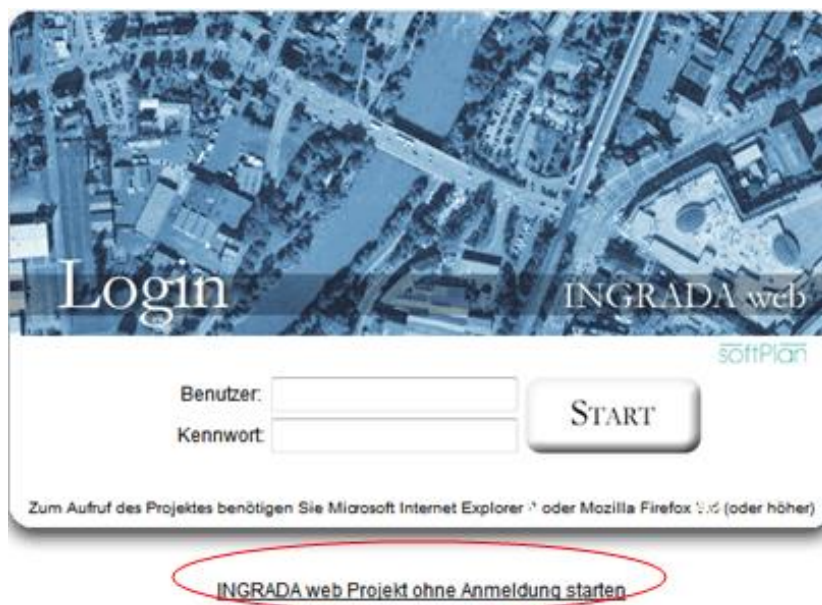 Login
INGRADA web
softPlan
Benutzer:
START
Kennwort:
Zum Aufruf des Projektes benötigen Sie Microsoft Internet Explorer oder Mozilla Firefox (oder höher)
INGRADA web Projekt ohne Anmeldung starten